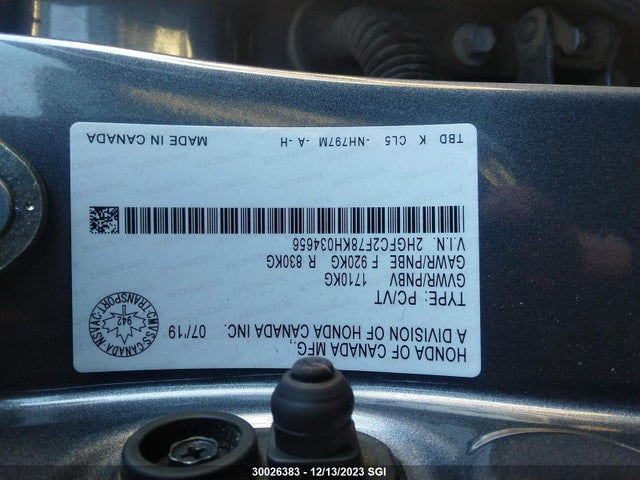 HONDA OF CANADA MFG.,
A DIVISION OF HONDA CANADA INC.
07/19
TYPE: PC/VT
GVWR/PNBV 1710KG
GAWR/PNBE F 920KG R 830KG
V.I.N. 2HGFC2F78KH034656
TBD K CL5 -NH797M -A -H MADE IN CANADA
942
30026383 - 12/13/2023 SGI